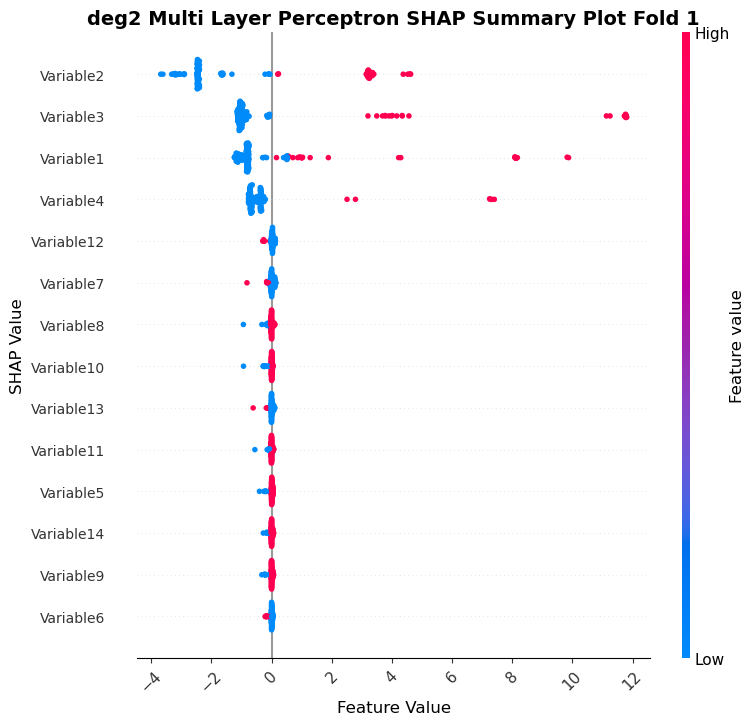 deg2 Multi Layer Perceptron SHAP Summary Plot Fold 1
High
Variable2
Variable3
Variable1
Variable4
Variable12
Variable7
Variable8
Variable10
Variable13
Variable11
Variable5
Variable14
Variable9
Variable6
SHAP Value
Feature value
Low
−4 −2 0 2 4 6 8 10 12
Feature Value